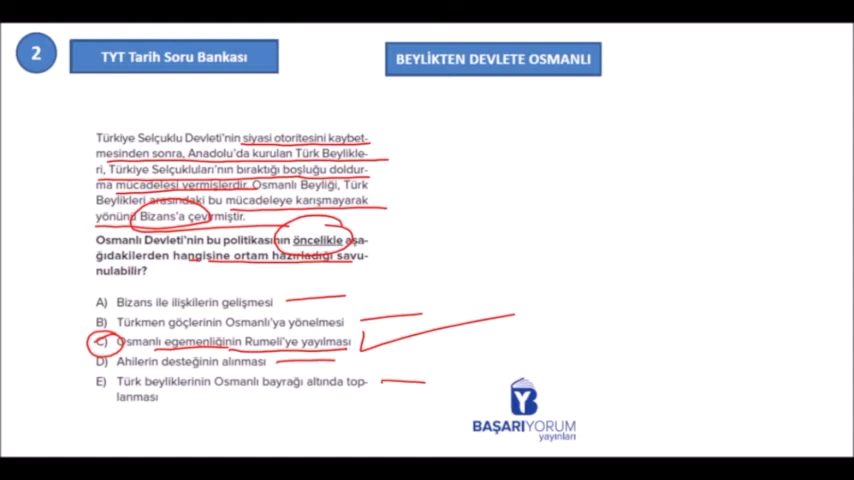 2
TYT Tarih Soru Bankası
BEYLİKTEN DEVLETE OSMANLI
Türkiye Selçuklu Devleti'nin siyasi otoritesini kaybet-
mesinden sonra, Anadolu'da kurulan Türk Beylikle-
ri, Türkiye Selçukluları'nın bıraktığı boşluğu doldur-
ma mücadelesi vermişlerdir. Osmanlı Beyliği, Türk
Beylikleri arasındaki bu mücadeleye karışmayarak
yönünü Bizans'a çevirmiştir.
Osmanlı Devleti'nin bu politikasının öncelikle aşa-
ğıdakilerden hangisine ortam hazırladığı savu-
nulabilir?
A) Bizans ile ilişkilerin gelişmesi
B) Türkmen göçlerinin Osmanlı'ya yönelmesi
C) Osmanlı egemenliğinin Rumeli'ye yayılması
D) Ahilerin desteğinin alınması
E) Türk beyliklerinin Osmanlı bayrağı altında top-
lanması
BAŞARIYORUM
yayınları